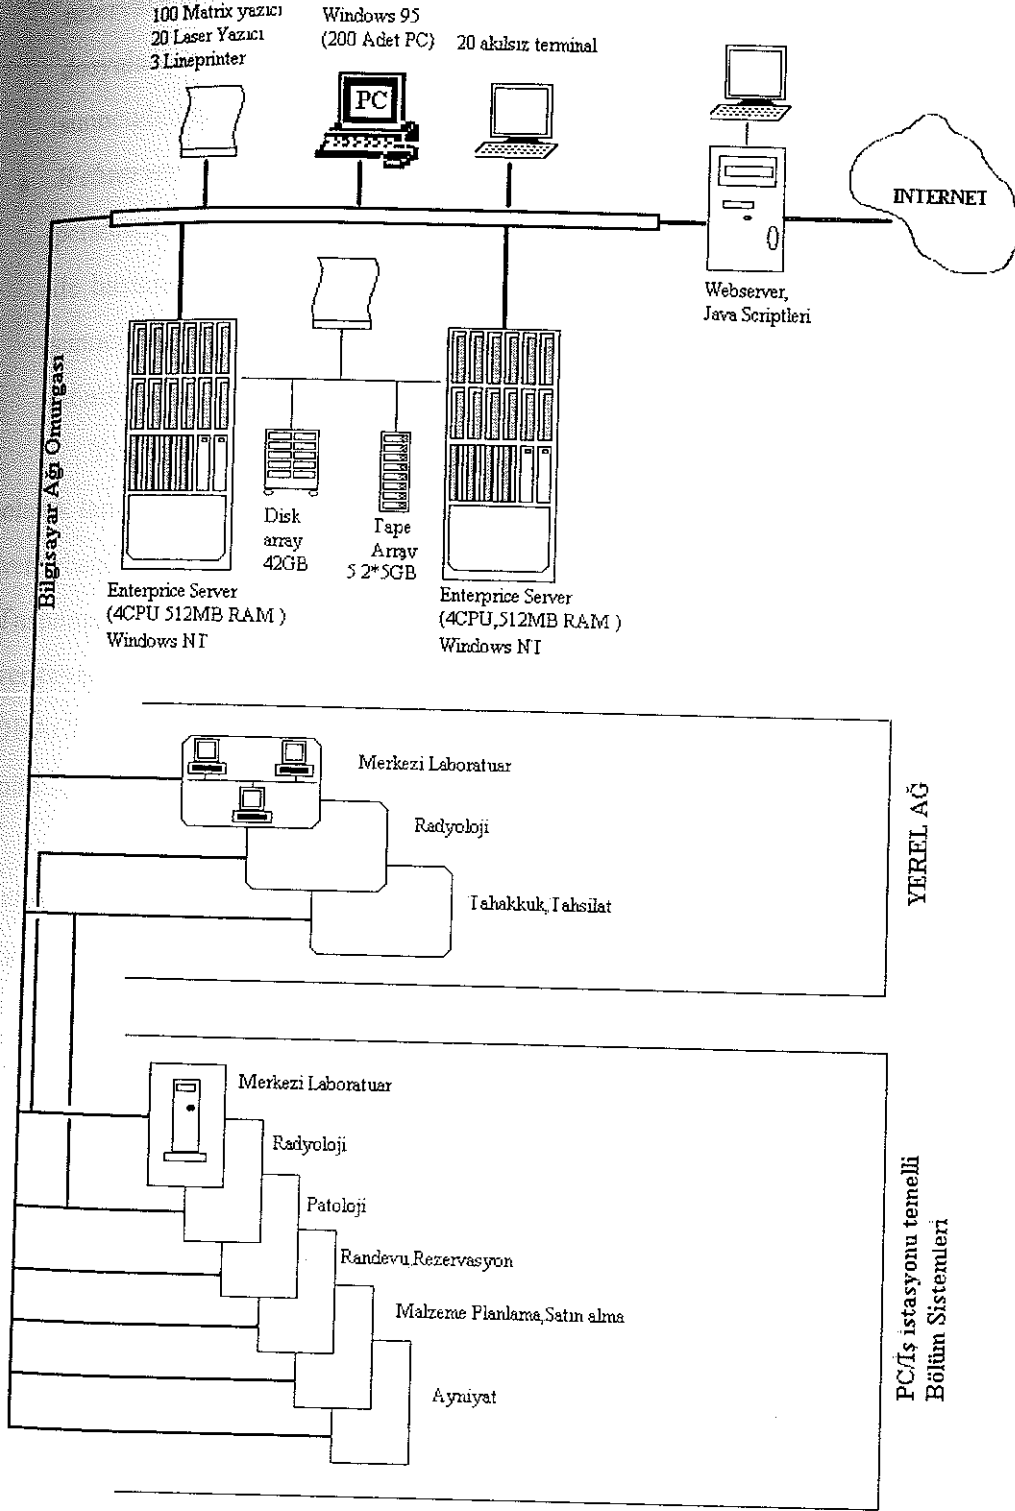 100 Matrix yazıcı
20 Laser Yazıcı
3 Lineprinter
Windows 95
(200 Adet PC)
20 akılsız terminal
PC
INTERNET
Webserver,
Java Scriptleri
Bilgisayar Ağı Omurgası
Disk
array
42GB
Tape
Array
5 2*5GB
Enterprice Server
(4CPU 512MB RAM )
Windows NT
Enterprice Server
(4CPU,512MB RAM )
Windows NT
Merkezi Laboratuar
Radyoloji
Tahakkuk,Tahsilat
YEREL AĞ
Merkezi Laboratuar
Radyoloji
Patoloji
Randevu,Rezervasyon
Malzeme Planlama,Satın alma
Ayniyat
PC/İş istasyonu temelli
Bölüm Sistemleri